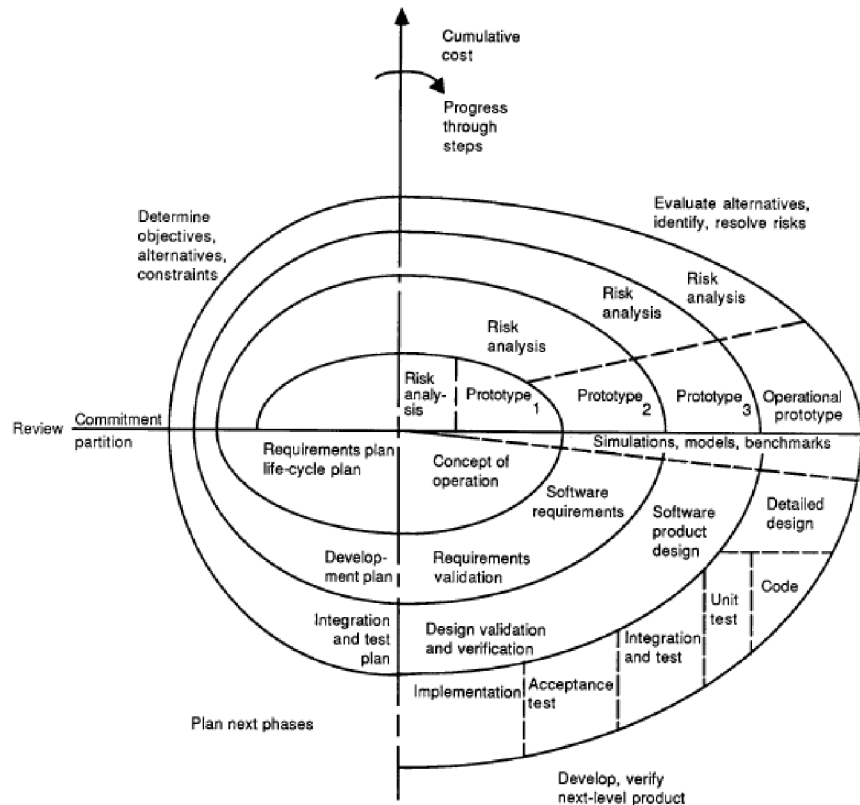 Cumulative
cost
Progress
through
steps
Determine
objectives,
alternatives,
constraints
Evaluate alternatives,
identify, resolve risks
Risk
analysis
Risk
analysis
Risk
analysis
Risk
analy-
sis
Prototype
1
Prototype
2
Prototype
3
Operational
prototype
Review
Commitment
partition
Simulations, models, benchmarks
Requirements plan
life-cycle plan
Concept of
operation
Software
requirements
Software
product
design
Detailed
design
Develop-
ment plan
Requirements
validation
Code
Unit
test
Integration
and test
plan
Design validation
and verification
Integration
and test
Acceptance
test
Implementation
Plan next phases
Develop, verify
next-level product